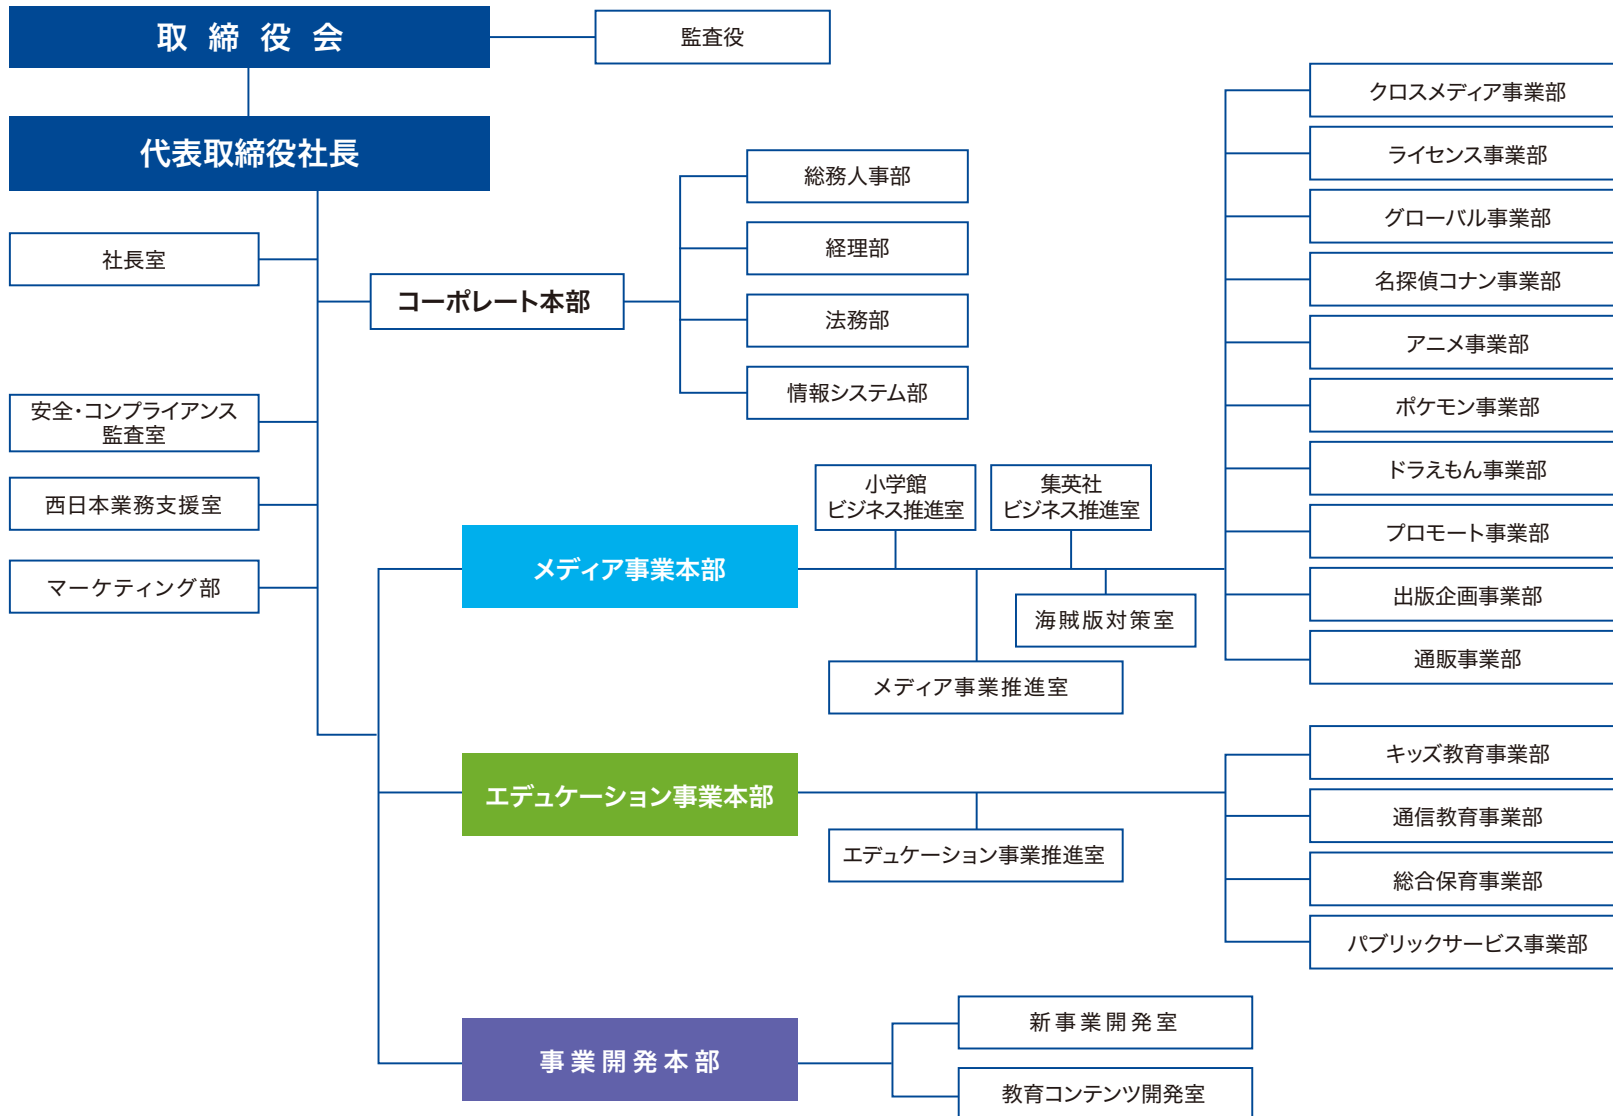 取締役会
監査役
代表取締役社長
社長室
安全・コンプライアンス
監査室
西日本業務支援室
マーケティング部
コーポレート本部
総務人事部
経理部
法務部
情報システム部
メディア事業本部
小学館
ビジネス推進室
集英社
ビジネス推進室
海賊版対策室
メディア事業推進室
クロスメディア事業部
ライセンス事業部
グローバル事業部
名探偵コナン事業部
アニメ事業部
ポケモン事業部
ドラえもん事業部
プロモート事業部
出版企画事業部
通販事業部
エデュケーション事業本部
エデュケーション事業推進室
キッズ教育事業部
通信教育事業部
総合保育事業部
パブリックサービス事業部
事業開発本部
新事業開発室
教育コンテンツ開発室